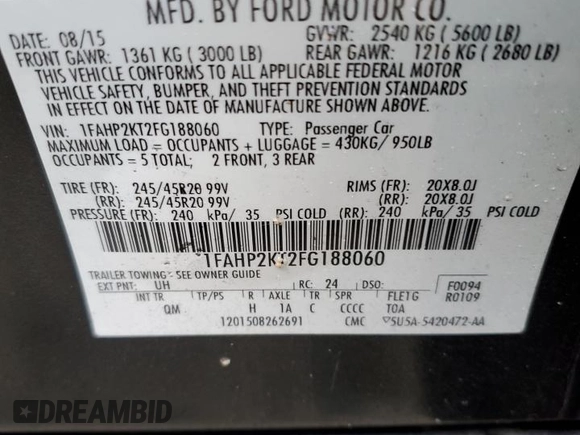 MFD. BY FORD MOTOR CO.
DATE: 08/15 GVWR: 2540 KG ( 5600 LB)
FRONT GAWR: 1361 KG ( 3000 LB) REAR GAWR: 1216 KG ( 2680 LB)
THIS VEHICLE CONFORMS TO ALL APPLICABLE FEDERAL MOTOR
VEHICLE SAFETY, BUMPER, AND THEFT PREVENTION STANDARDS
IN EFFECT ON THE DATE OF MANUFACTURE SHOWN ABOVE.
VIN: 1FAHP2KT2FG188060 TYPE: Passenger Car
MAXIMUM LOAD = OCCUPANTS + LUGGAGE = 430KG/ 950LB
OCCUPANTS = 5 TOTAL; 2 FRONT, 3 REAR
TIRE (FR): 245/45R20 99V RIMS (FR): 20X8.0J
(RR): 245/45R20 99V (RR): 20X8.0J
PRESSURE (FR): 240 kPa/ 35 PSI COLD (RR): 240 kPa/ 35 PSI COLD
1FAHP2KT2FG188060
TRAILER TOWING - SEE OWNER GUIDE
EXT PNT: UH RC: 24 DSO: F0094
INT TR TP/PS R AXLE TR SPR FLE1G R0109
QM H 1A C CCCC TOA
1201508262691 CMC SU5A-5420472-AA
DREAMBID